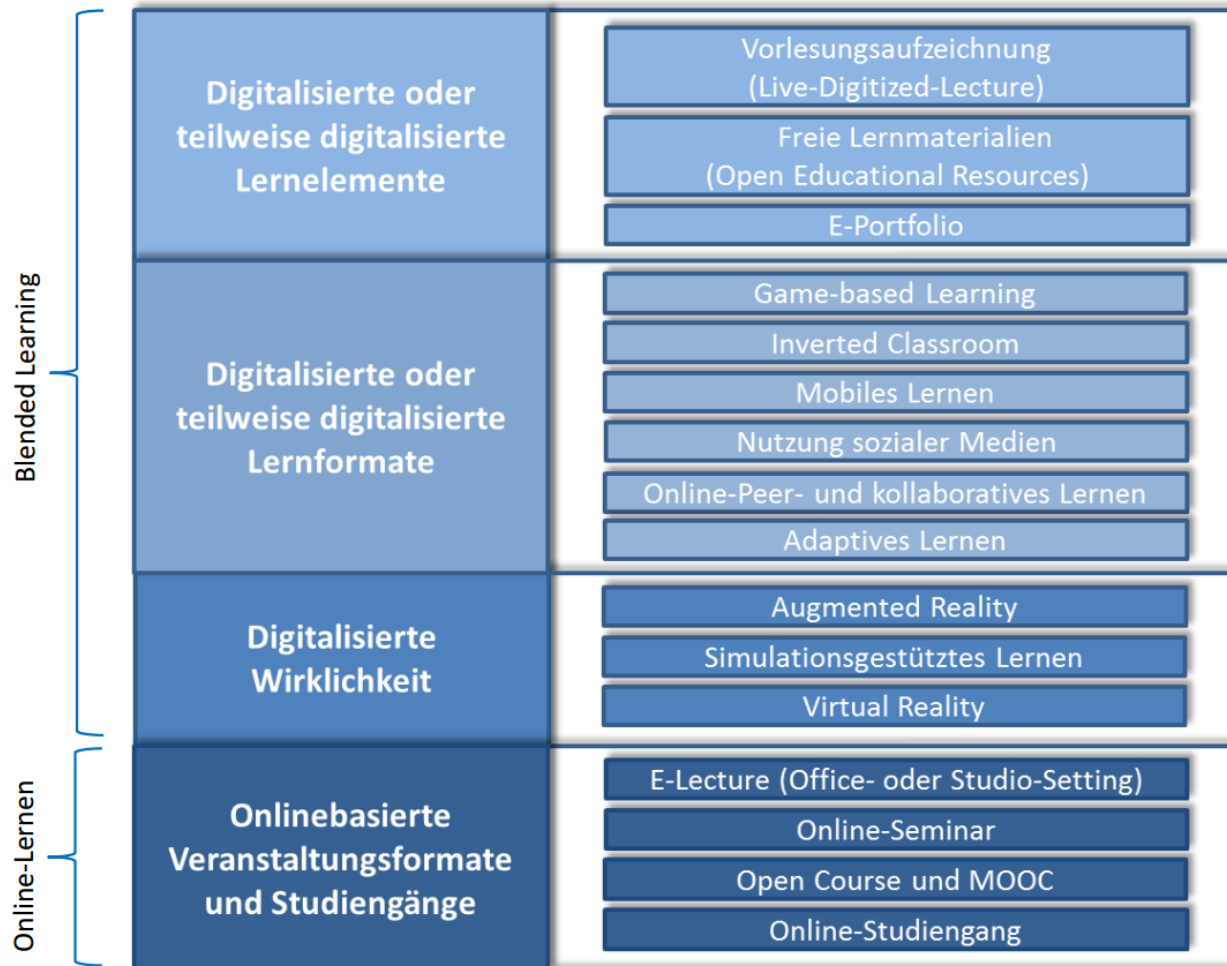 Blended Learning
Digitalisierte oder
teilweise digitalisierte
Lernelemente
Vorlesungsaufzeichnung
(Live-Digitized-Lecture)
Freie Lernmaterialien
(Open Educational Resources)
E-Portfolio
Digitalisierte oder
teilweise digitalisierte
Lernformate
Game-based Learning
Inverted Classroom
Mobiles Lernen
Nutzung sozialer Medien
Online-Peer- und kollaboratives Lernen
Adaptives Lernen
Digitalisierte
Wirklichkeit
Augmented Reality
Simulationsgestütztes Lernen
Virtual Reality
Online-Lernen
Onlinebasierte
Veranstaltungsformate
und Studiengänge
E-Lecture (Office- oder Studio-Setting)
Online-Seminar
Open Course und MOOC
Online-Studiengang